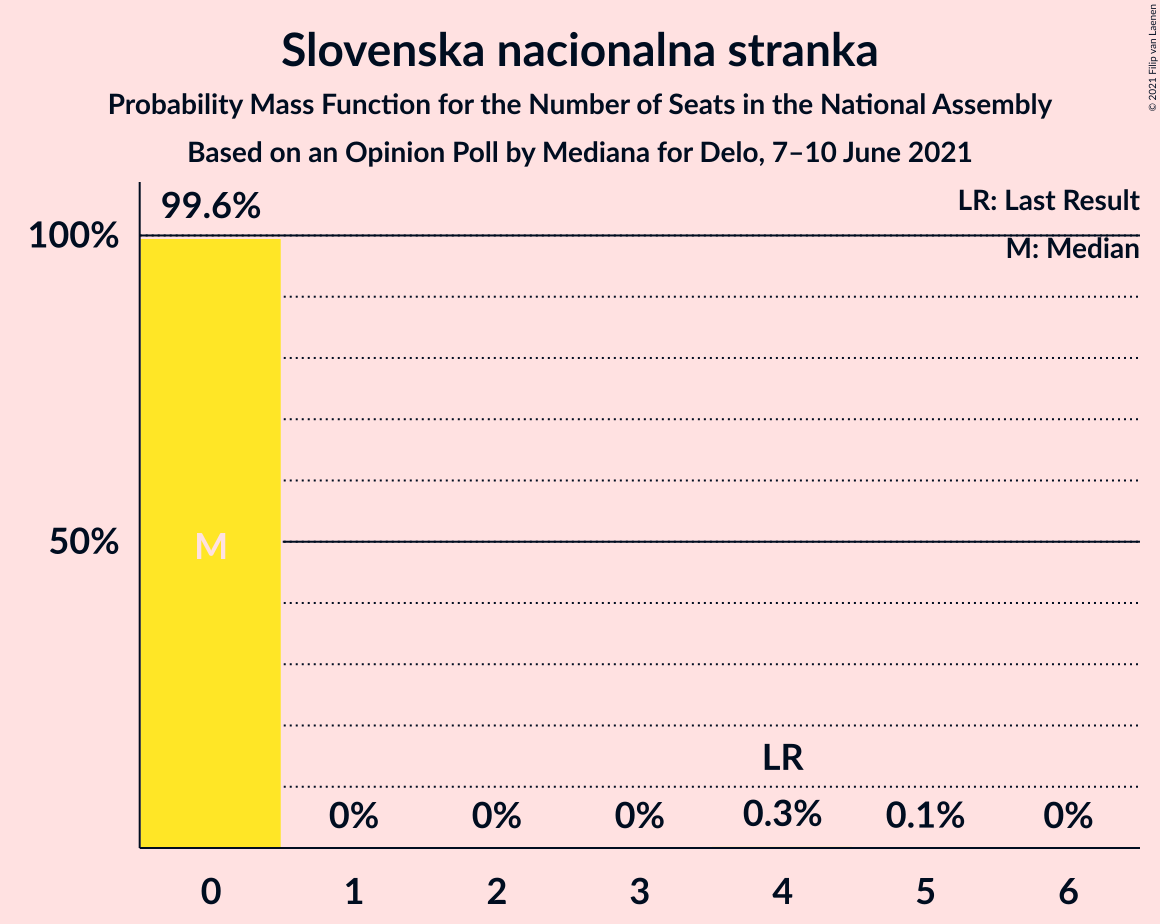 Slovenska nacionalna stranka
Probability Mass Function for the Number of Seats in the National Assembly
Based on an Opinion Poll by Mediana for Delo, 7–10 June 2021
© 2021 Filip van Laenen
LR: Last Result
M: Median
99.6%
100%
50%
M
LR
0% 0% 0% 0.3% 0.1% 0%
0 1 2 3 4 5 6